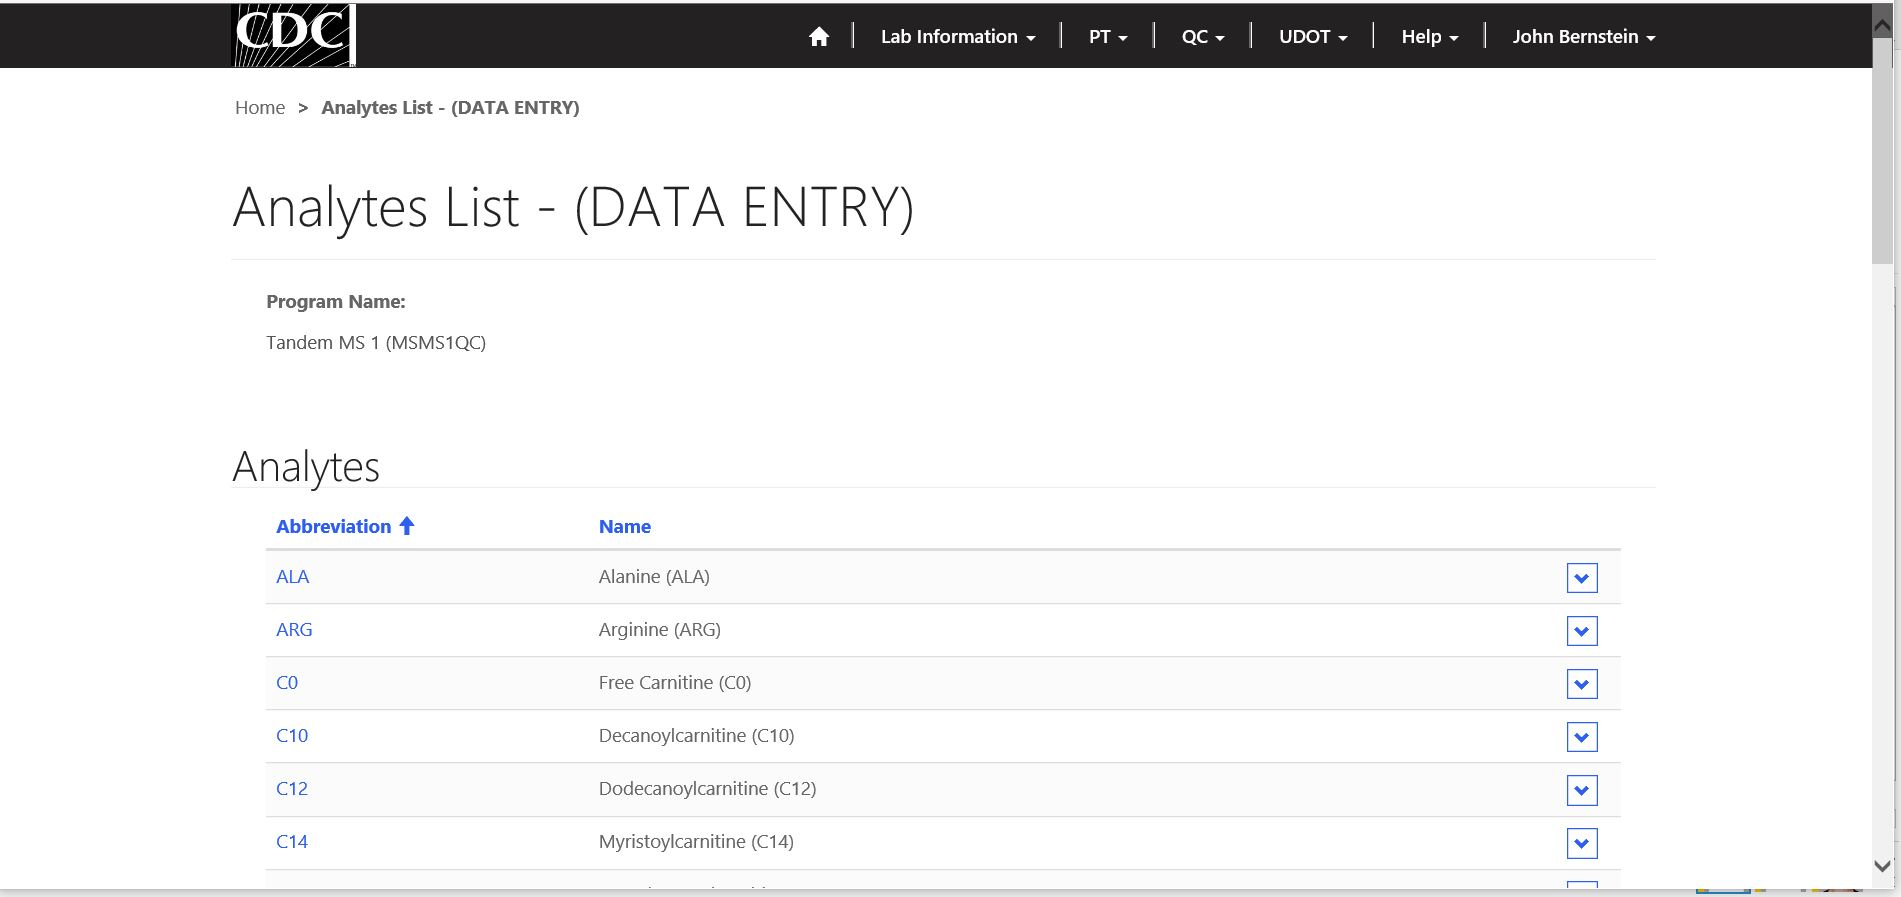 CDC
Lab Information PT QC UDOT Help John Bernstein
Home > Analytes List - (DATA ENTRY)
Analytes List - (DATA ENTRY)
Program Name:
Tandem MS 1 (MSMS1QC)
Analytes
Abbreviation Name
ALA Alanine (ALA)
ARG Arginine (ARG)
C0 Free Carnitine (C0)
C10 Decanoylcarnitine (C10)
C12 Dodecanoylcarnitine (C12)
C14 Myristoylcarnitine (C14)